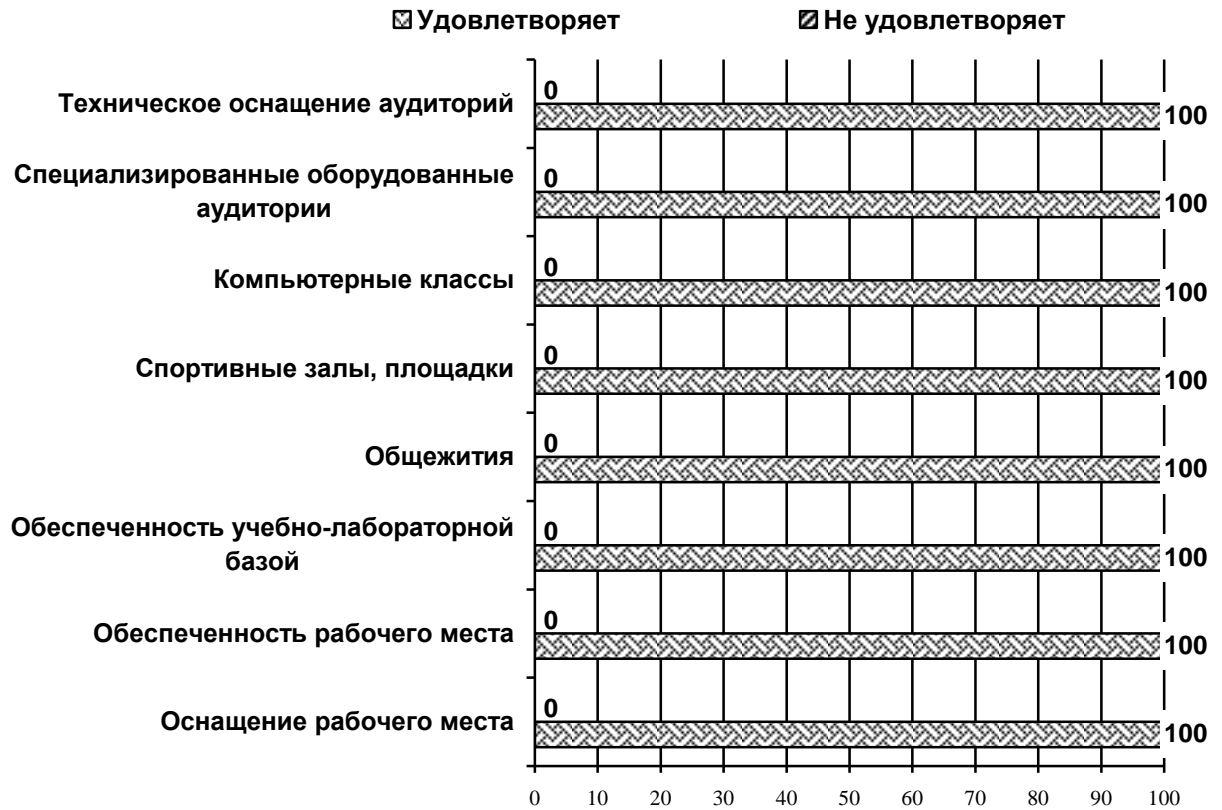 Удовлетворяет Не удовлетворяет
0
Техническое оснащение аудиторий
100
Специализированные оборудованные
0
аудитории
100
0
Компьютерные классы
100
0
Спортивные залы, площадки
100
0
Общежития
100
Обеспеченность учебно-лабораторной
0
базой
100
0
Обеспеченность рабочего места
100
0
Оснащение рабочего места
100
0 10 20 30 40 50 60 70 80 90 100